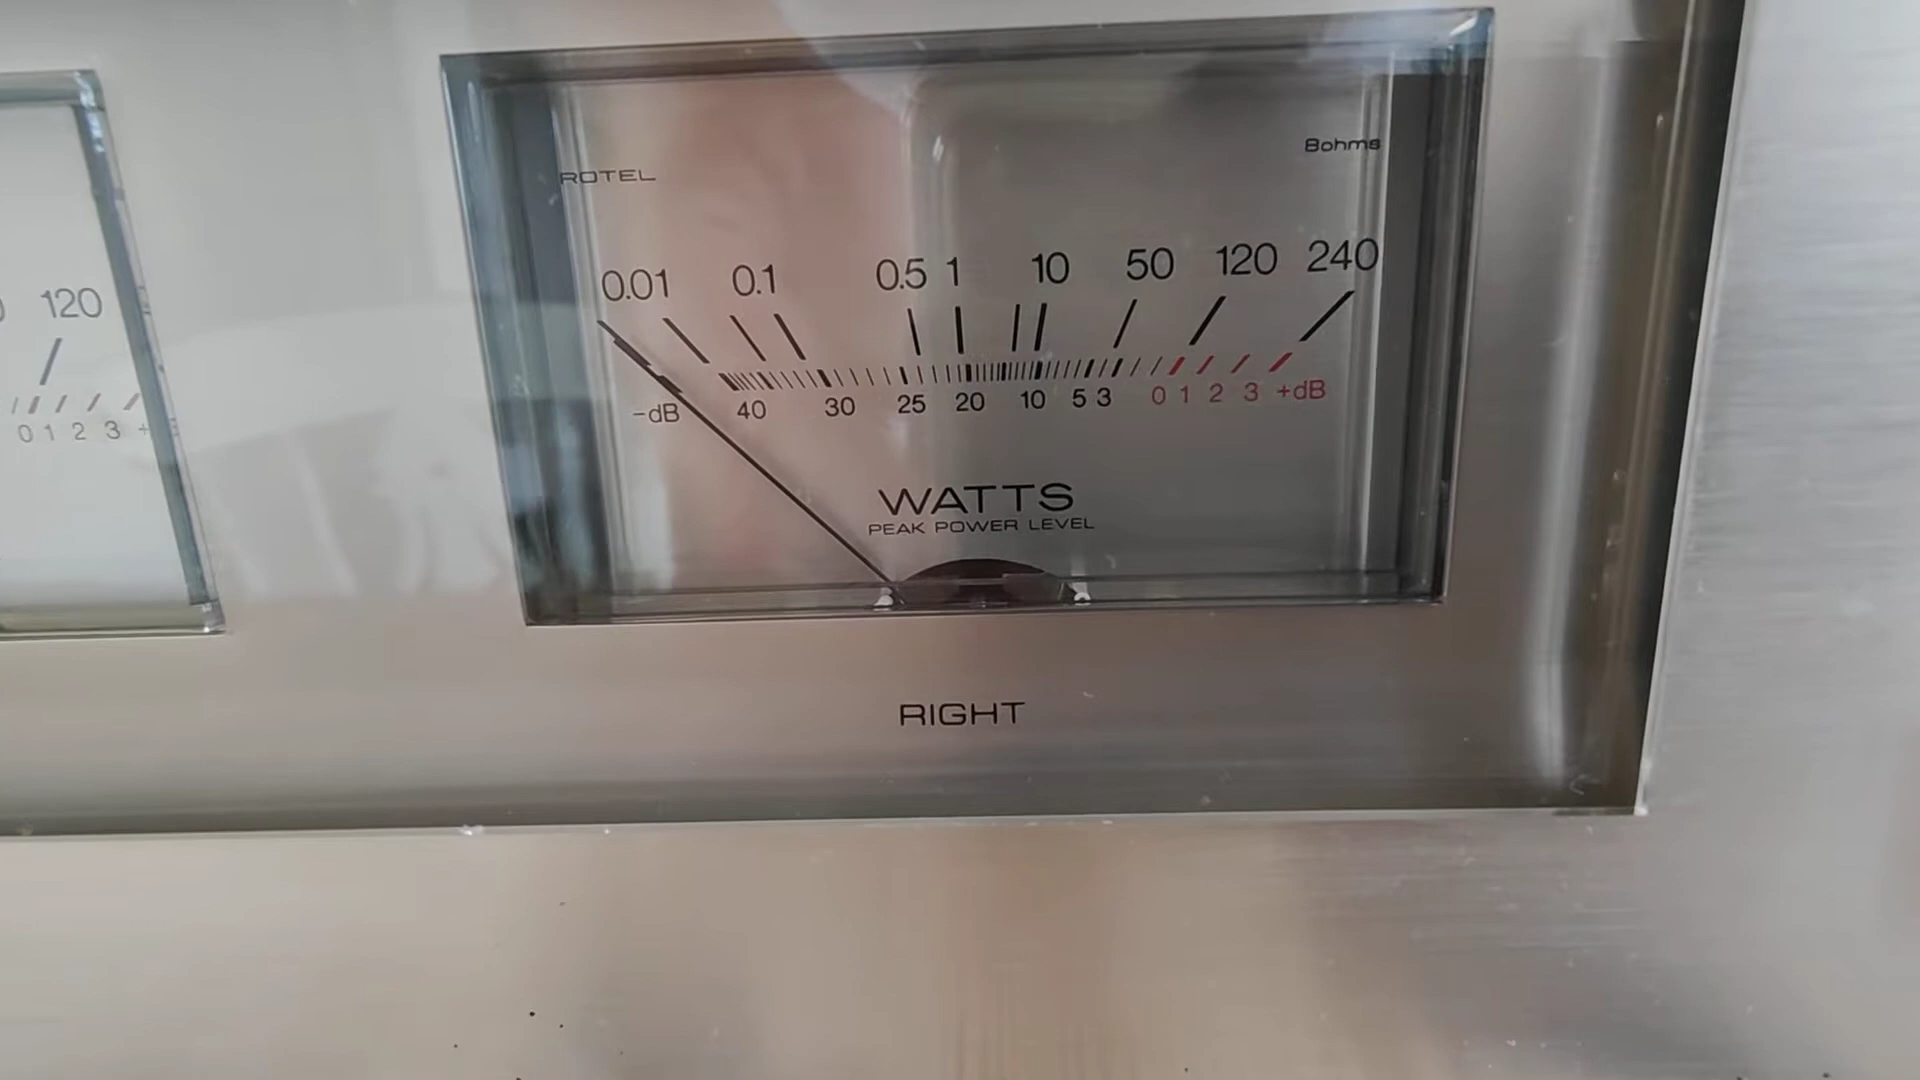 ROTEL
8ohms
0.01 0.1 0.5 1 10 50 120 240
-dB 40 30 25 20 10 5 3 0 1 2 3 +dB
WATTS
PEAK POWER LEVEL
RIGHT
120
0 1 2 3 +